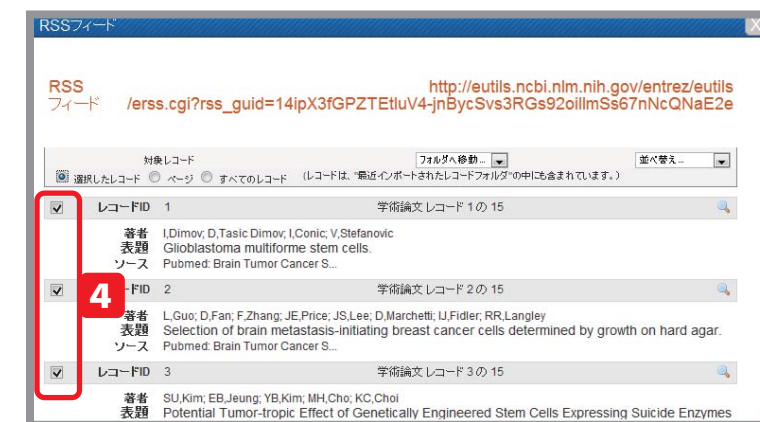 RSSフィード X
RSS
フィード
http://eutils.ncbi.nlm.nih.gov/entrez/eutils
/erss.cgi?rss_guid=14ipX3fGPZTEtluV4-jnBycSvs3RGs92oillmSs67nNcQNaE2e
対象レコード フォルダへ移動... 並べ替え...
選択したレコード ページ すべてのレコード (レコードは、"最近インポートされたレコードフォルダ"の中にも含まれています。)
レコードID 1 学術論文 レコード 1 の 15
著者 I,Dimov; D,Tasic Dimov; I,Conic; V,Stefanovic
表題 Glioblastoma multiforme stem cells.
ソース Pubmed: Brain Tumor Cancer S...
4
ードID 2 学術論文 レコード 2 の 15
著者 L,Guo; D,Fan; F,Zhang; JE,Price; JS,Lee; D,Marchetti; IJ,Fidler; RR,Langley
表題 Selection of brain metastasis-initiating breast cancer cells determined by growth on hard agar.
ソース Pubmed: Brain Tumor Cancer S...
レコードID 3 学術論文 レコード 3 の 15
著者 SU,Kim; EB,Jeung; YB,Kim; MH,Cho; KC,Choi
表題 Potential Tumor-tropic Effect of Genetically Engineered Stem Cells Expressing Suicide Enzymes